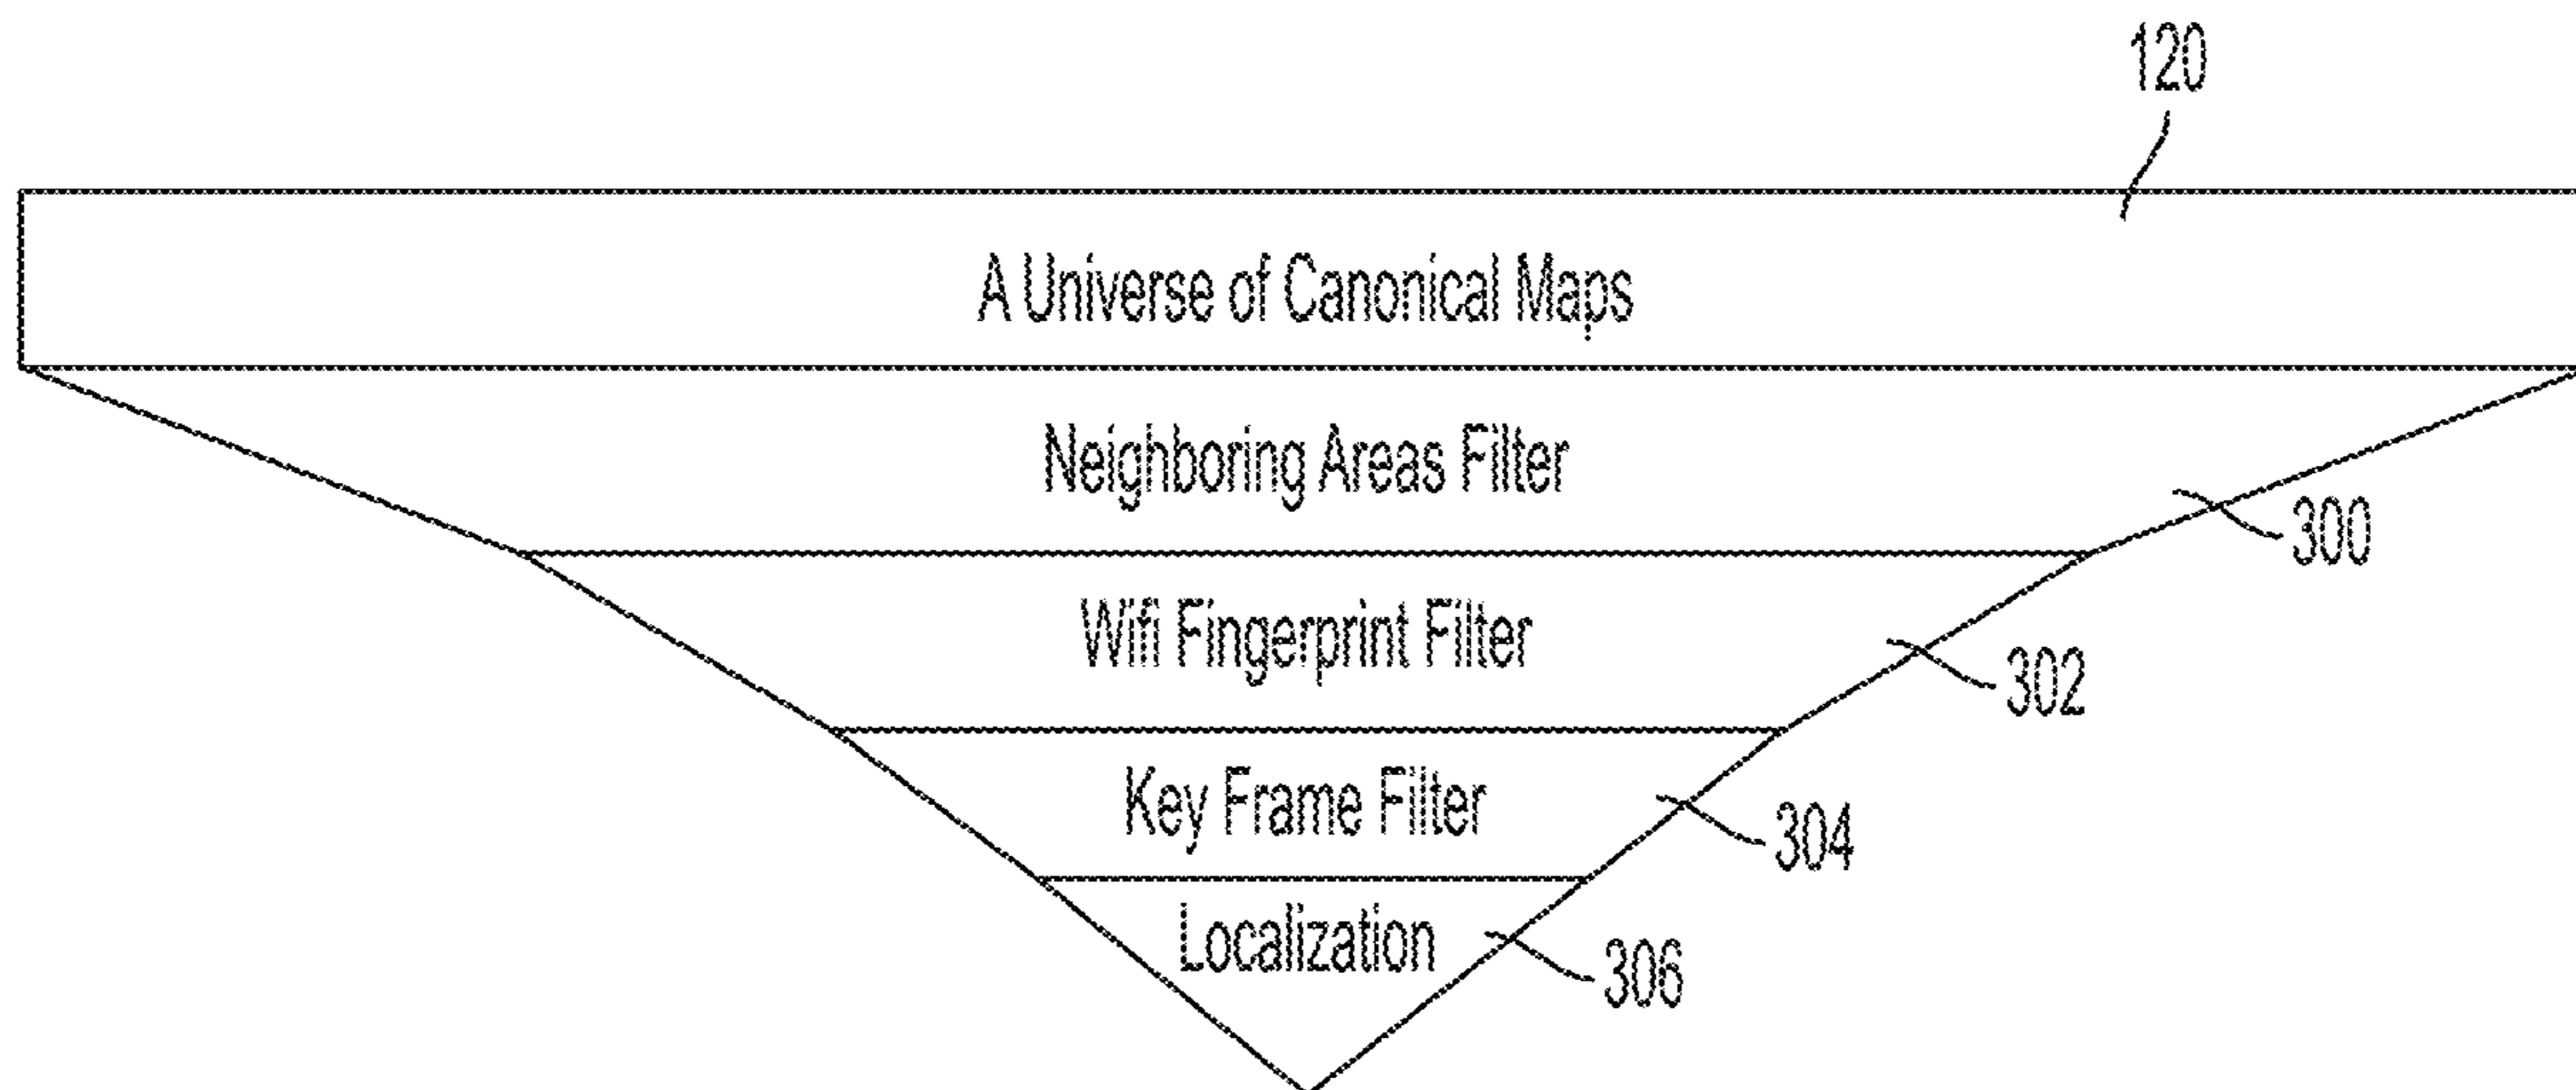 120
A Universe of Canonical Maps
Neighboring Areas Filter
300
Wifi Fingerprint Filter
302
Key Frame Filter
304
Localization
306